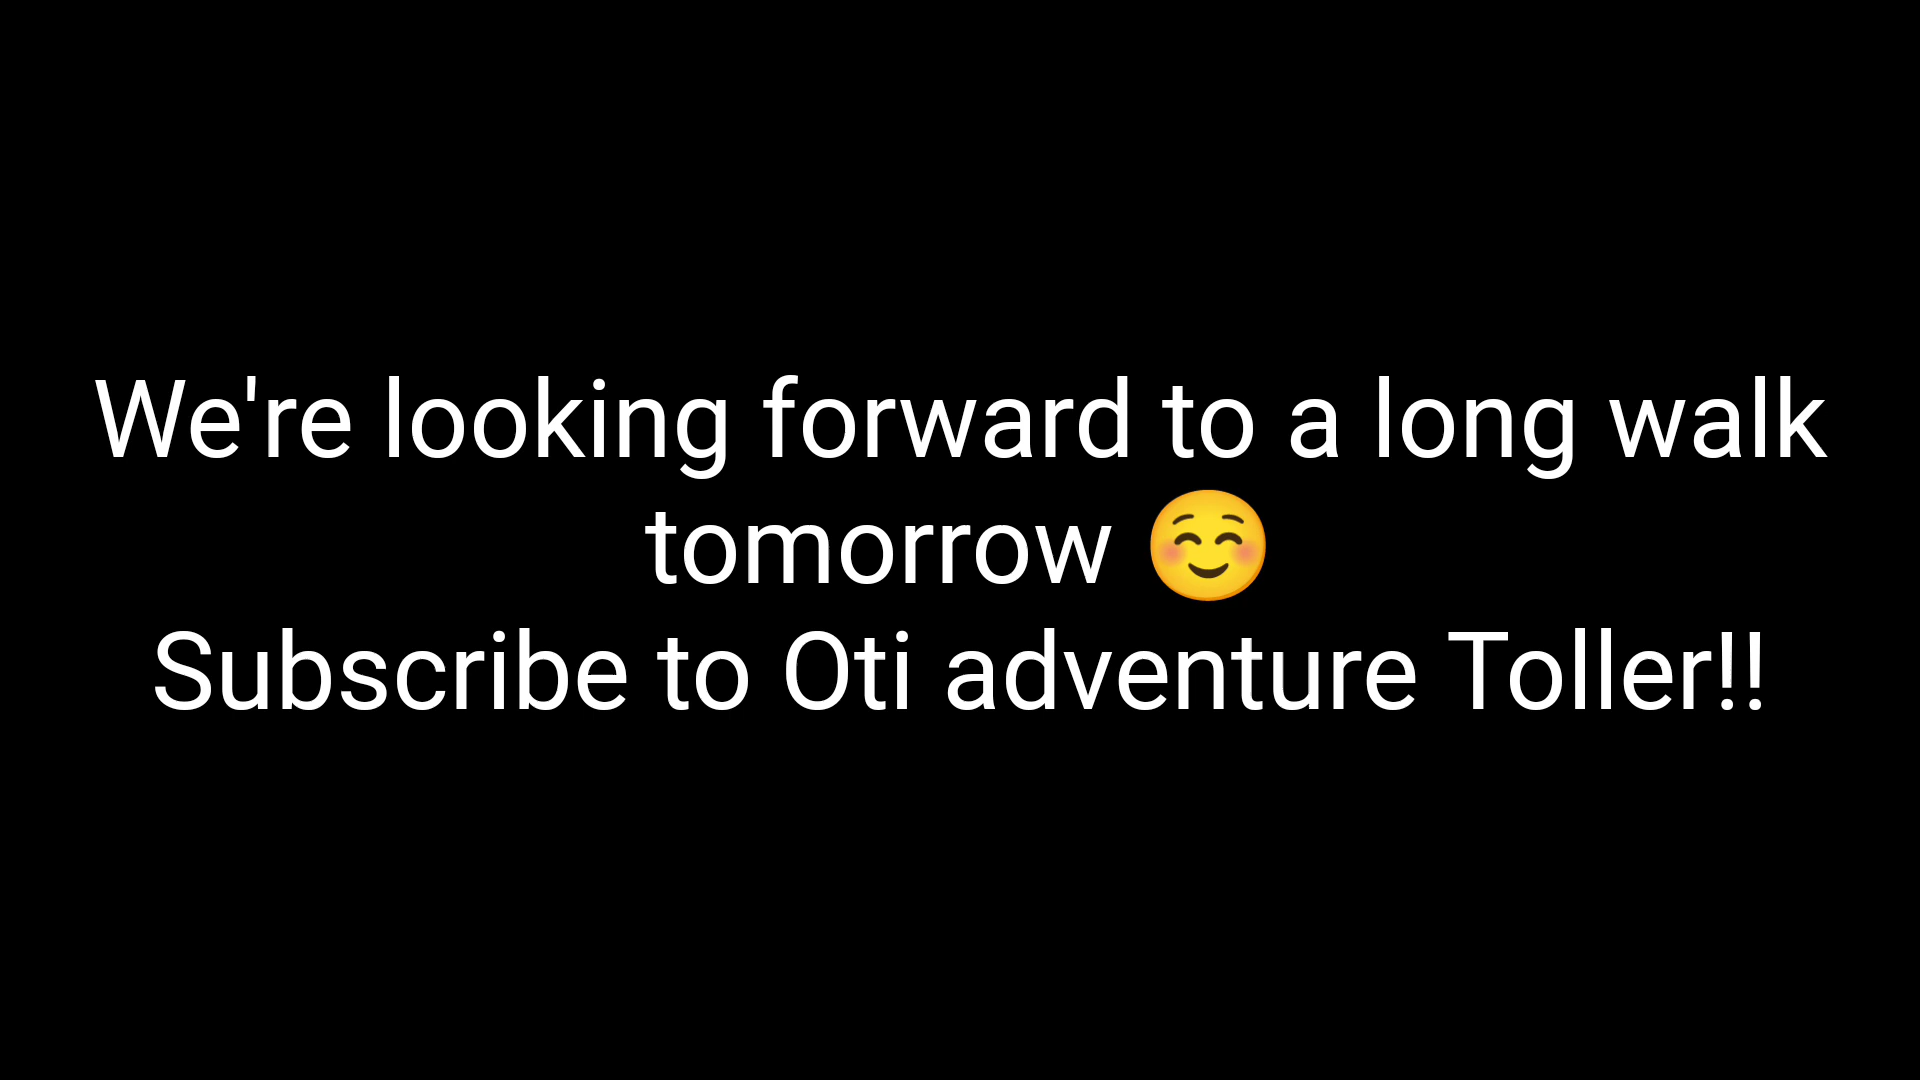 We're looking forward to a long walk
tomorrow ☺️
Subscribe to Oti adventure Toller!!